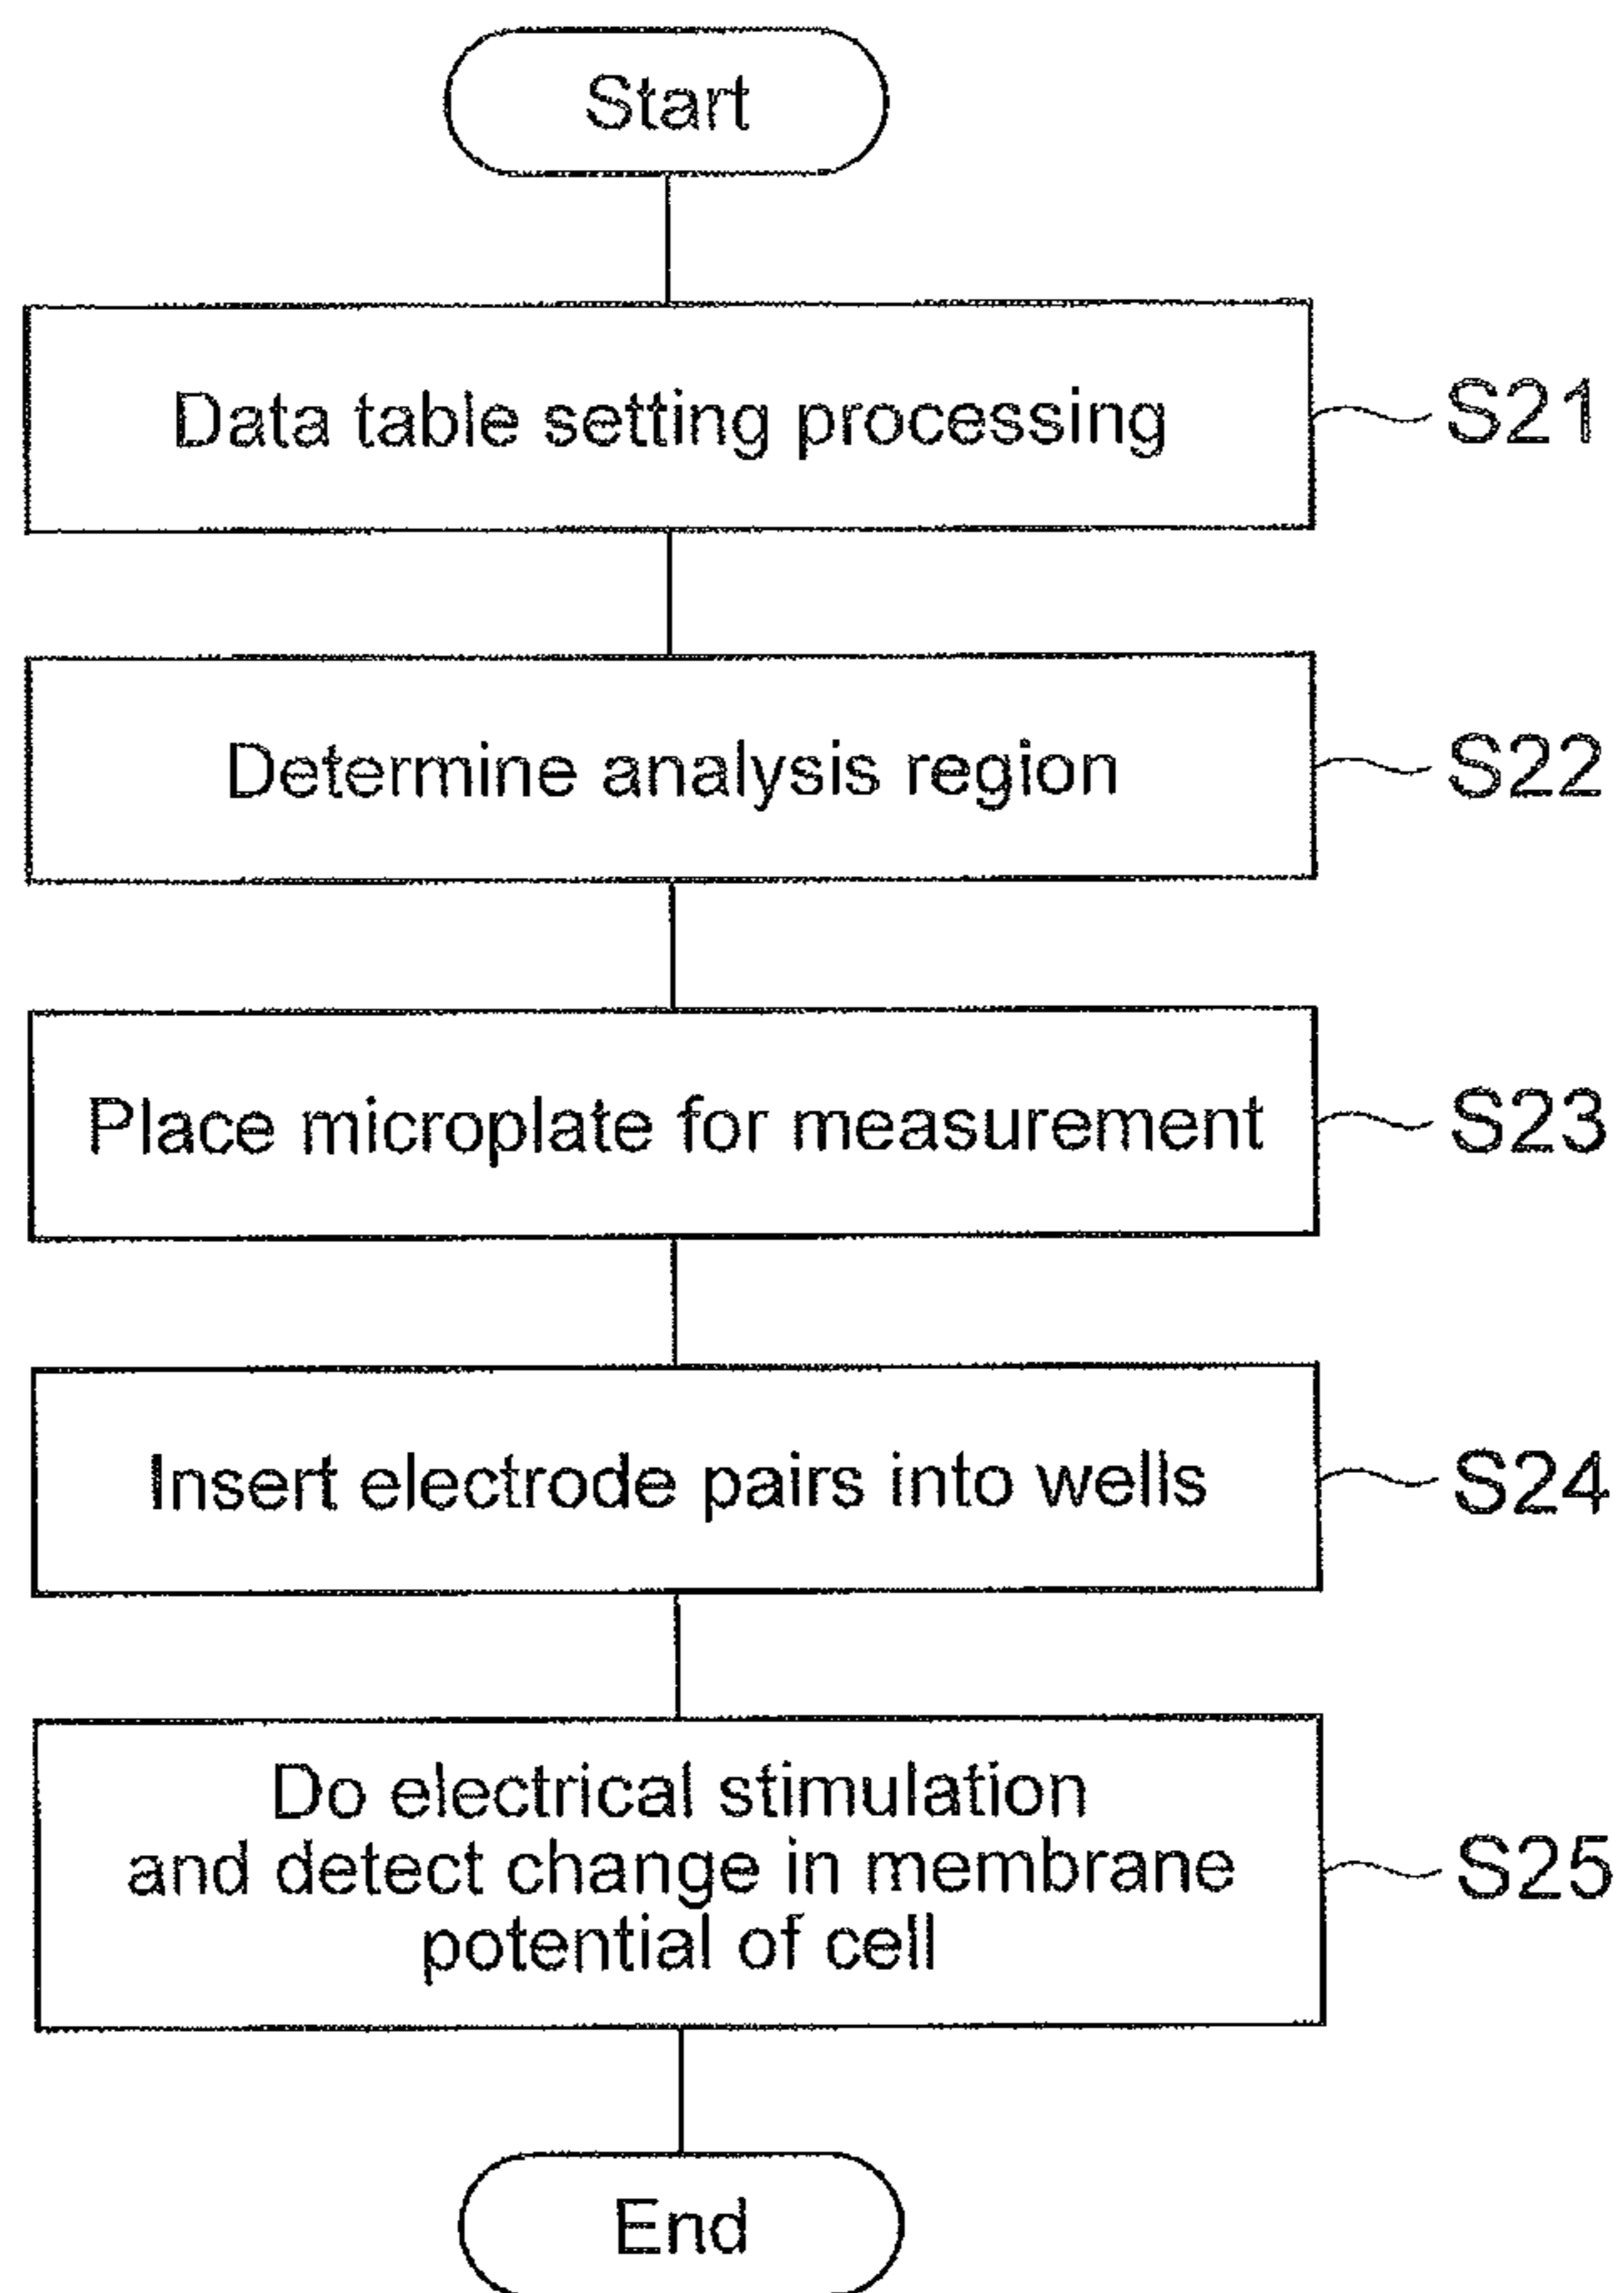 Start
Data table setting processing
S21
Determine analysis region
S22
Place microplate for measurement
S23
Insert electrode pairs into wells
S24
Do electrical stimulation
and detect change in membrane
potential of cell
S25
End